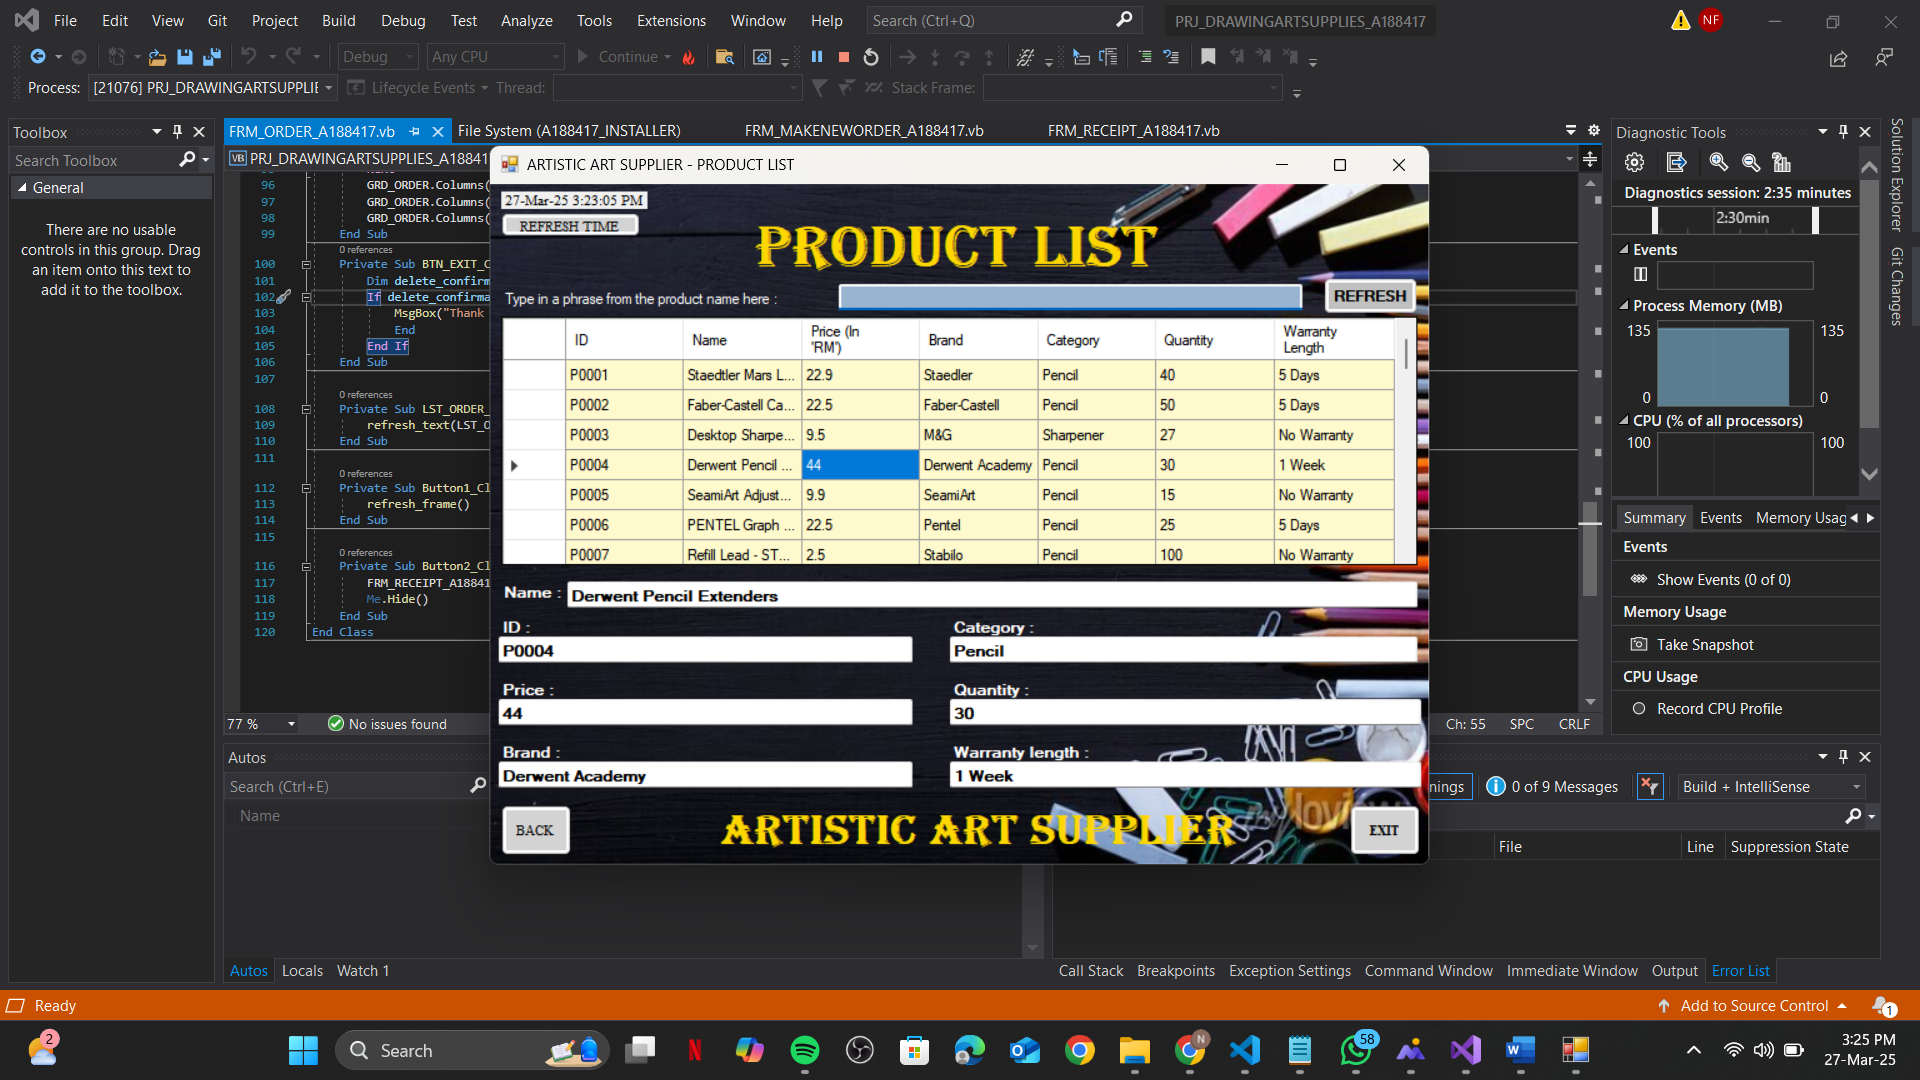 File Edit View Git Project Build Debug Test Analyze Tools Extensions Window Help Search (Ctrl+Q) PRJ_DRAWINGARTSUPPLIES_A188417 NF
Debug Any CPU Continue
Process: [21076] PRJ_DRAWINGARTSUPPLIE Lifecycle Events Thread: Stack Frame:
Toolbox
Search Toolbox
General
There are no usable
controls in this group. Drag
an item onto this text to
add it to the toolbox.
FRM_ORDER_A188417.vb File System (A188417_INSTALLER) FRM_MAKENEWORDER_A188417.vb FRM_RECEIPT_A188417.vb
VB PRJ_DRAWINGARTSUPPLIES_A18841
96 GRD_ORDER.Columns(
97 GRD_ORDER.Columns(
98 GRD_ORDER.Columns(
99 End Sub
0 references
100 Private Sub BTN_EXIT_C
101 Dim delete_confirm
102 If delete_confirma
103 MsgBox("Thank
104 End
105 End If
106 End Sub
107
0 references
108 Private Sub LST_ORDER_
109 refresh_text(LST_O
110 End Sub
111
0 references
112 Private Sub Button1_Cl
113 refresh_frame()
114 End Sub
115
0 references
116 Private Sub Button2_Cl
117 FRM_RECEIPT_A18841
118 Me.Hide()
119 End Sub
120 End Class
77 % No issues found Ch: 55 SPC CRLF
ARTISTIC ART SUPPLIER - PRODUCT LIST
27-Mar-25 3:23:05 PM
REFRESH TIME
PRODUCT LIST
Type in a phrase from the product name here : REFRESH
ID Name Price (In 'RM') Brand Category Quantity Warranty Length
P0001 Staedtler Mars L... 22.9 Staedler Pencil 40 5 Days
P0002 Faber-Castell Ca... 22.5 Faber-Castell Pencil 50 5 Days
P0003 Desktop Sharpe... 9.5 M&G Sharpener 27 No Warranty
P0004 Derwent Pencil ... 44 Derwent Academy Pencil 30 1 Week
P0005 SeamiArt Adjust... 9.9 SeamiArt Pencil 15 No Warranty
P0006 PENTEL Graph ... 22.5 Pentel Pencil 25 5 Days
P0007 Refill Lead - ST... 2.5 Stabilo Pencil 100 No Warranty
Name : Derwent Pencil Extenders
ID : Category :
P0004 Pencil
Price : Quantity :
44 30
Brand : Warranty length :
Derwent Academy 1 Week
BACK ARTISTIC ART SUPPLIER EXIT
Diagnostic Tools
Diagnostics session: 2:35 minutes
2:30min
Events
Process Memory (MB)
135 135
0 0
CPU (% of all processors)
100 100
Summary Events Memory Usag
Events
Show Events (0 of 0)
Memory Usage
Take Snapshot
CPU Usage
Record CPU Profile
Solution Explorer
Git Changes
Autos
Search (Ctrl+E)
Name
Autos Locals Watch 1
nings 0 of 9 Messages Build + IntelliSense
File Line Suppression State
Call Stack Breakpoints Exception Settings Command Window Immediate Window Output Error List
Ready Add to Source Control 1
2 Search N 58 3:25 PM
27-Mar-25